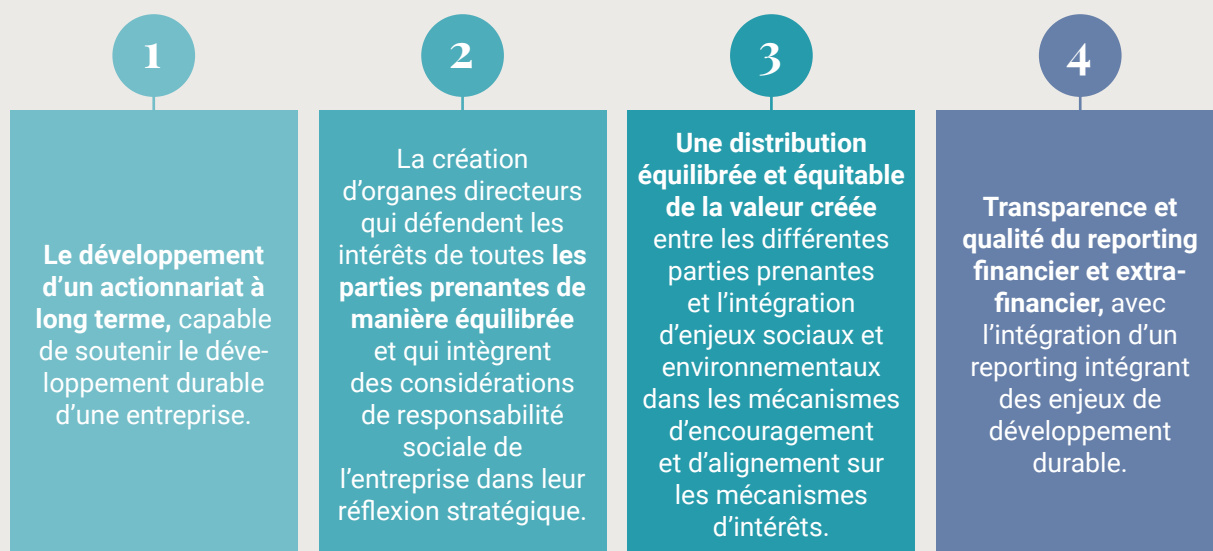 1
Le développement
d’un actionnariat à
long terme, capable
de soutenir le déve-
loppement durable
d’une entreprise.
2
La création
d’organes directeurs
qui défendent les
intérêts de toutes les
parties prenantes de
manière équilibrée
et qui intègrent
des considérations
de responsabilité
sociale de
l’entreprise dans leur
réflexion stratégique.
3
Une distribution
équilibrée et équitable
de la valeur créée
entre les différentes
parties prenantes
et l’intégration
d’enjeux sociaux et
environnementaux
dans les mécanismes
d’encouragement
et d’alignement sur
les mécanismes
d’intérêts.
4
Transparence et
qualité du reporting
financier et extra-
financier, avec
l’intégration d’un
reporting intégrant
des enjeux de
développement
durable.